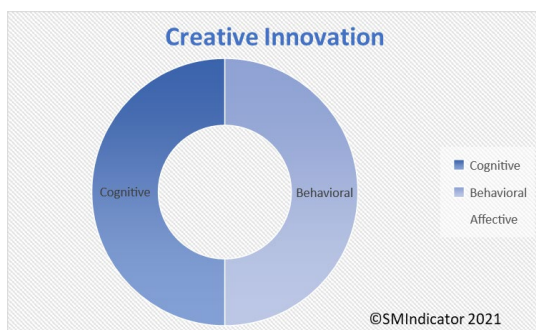 Creative Innovation
Cognitive
Behavioral
Cognitive
Behavioral
Affective
©SMIndicator 2021